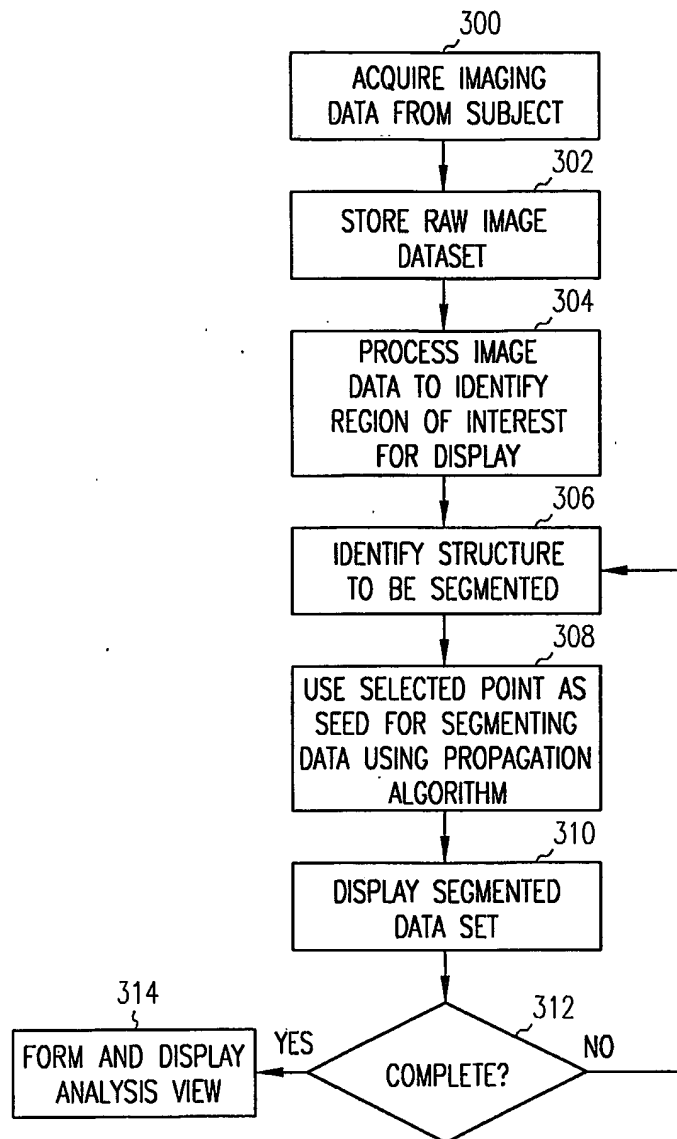 300
ACQUIRE IMAGING
DATA FROM SUBJECT
302
STORE RAW IMAGE
DATASET
304
PROCESS IMAGE
DATA TO IDENTIFY
REGION OF INTEREST
FOR DISPLAY
306
IDENTIFY STRUCTURE
TO BE SEGMENTED
308
USE SELECTED POINT AS
SEED FOR SEGMENTING
DATA USING PROPAGATION
ALGORITHM
310
DISPLAY SEGMENTED
DATA SET
312
COMPLETE?
YES
NO
314
FORM AND DISPLAY
ANALYSIS VIEW